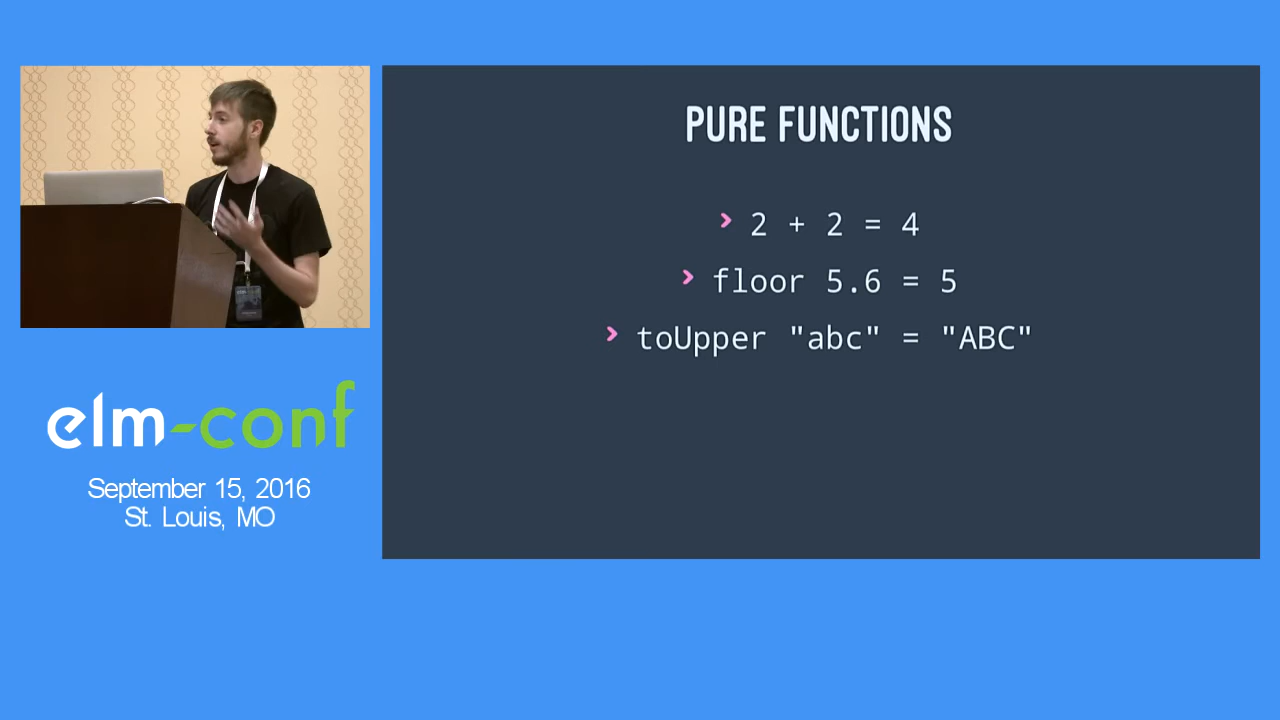 PURE FUNCTIONS
2 + 2 = 4
floor 5.6 = 5
toUpper "abc" = "ABC"
elm-conf
September 15, 2016
St. Louis, MO